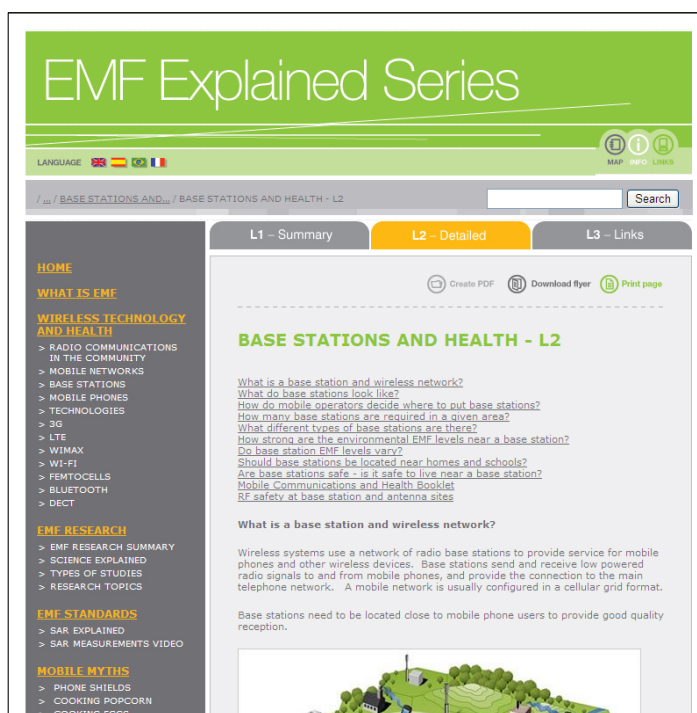 EMF Explained Series
LANGUAGE
MAP INFO LINKS
/ ... / BASE STATIONS AND... / BASE STATIONS AND HEALTH - L2
Search
L1 – Summary
L2 – Detailed
L3 – Links
HOME
WHAT IS EMF
WIRELESS TECHNOLOGY
AND HEALTH
> RADIO COMMUNICATIONS
IN THE COMMUNITY
> MOBILE NETWORKS
> BASE STATIONS
> MOBILE PHONES
> TECHNOLOGIES
> 3G
> LTE
> WIMAX
> WI-FI
> FEMTOCELLS
> BLUETOOTH
> DECT
EMF RESEARCH
> EMF RESEARCH SUMMARY
> SCIENCE EXPLAINED
> TYPES OF STUDIES
> RESEARCH TOPICS
EMF STANDARDS
> SAR EXPLAINED
> SAR MEASUREMENTS VIDEO
MOBILE MYTHS
> PHONE SHIELDS
> COOKING POPCORN
> COOKING EGGS
Create PDF
Download flyer
Print page
BASE STATIONS AND HEALTH - L2
What is a base station and wireless network?
What do base stations look like?
How do mobile operators decide where to put base stations?
How many base stations are required in a given area?
What different types of base stations are there?
How strong are the environmental EMF levels near a base station?
Do base station EMF levels vary?
Should base stations be located near homes and schools?
Are base stations safe - is it safe to live near a base station?
Mobile Communications and Health Booklet
RF safety at base station and antenna sites
What is a base station and wireless network?
Wireless systems use a network of radio base stations to provide service for mobile
phones and other wireless devices.  Base stations send and receive low powered
radio signals to and from mobile phones, and provide the connection to the main
telephone network.   A mobile network is usually configured in a cellular grid format.
Base stations need to be located close to mobile phone users to provide good quality
reception.